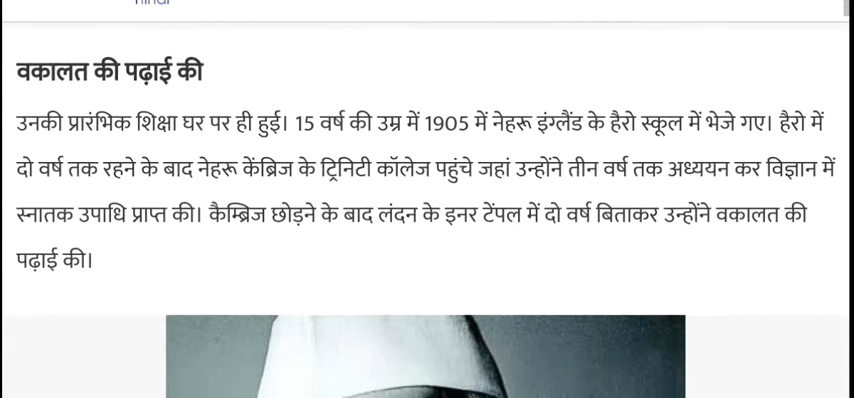 hindi
वकालत की पढ़ाई की
उनकी प्रारंभिक शिक्षा घर पर ही हुई। 15 वर्ष की उम्र में 1905 में नेहरू इंग्लैंड के हैरो स्कूल में भेजे गए। हैरो में
दो वर्ष तक रहने के बाद नेहरू केंब्रिज के ट्रिनिटी कॉलेज पहुंचे जहां उन्होंने तीन वर्ष तक अध्ययन कर विज्ञान में
स्नातक उपाधि प्राप्त की। कैम्ब्रिज छोड़ने के बाद लंदन के इनर टेंपल में दो वर्ष बिताकर उन्होंने वकालत की
पढ़ाई की।